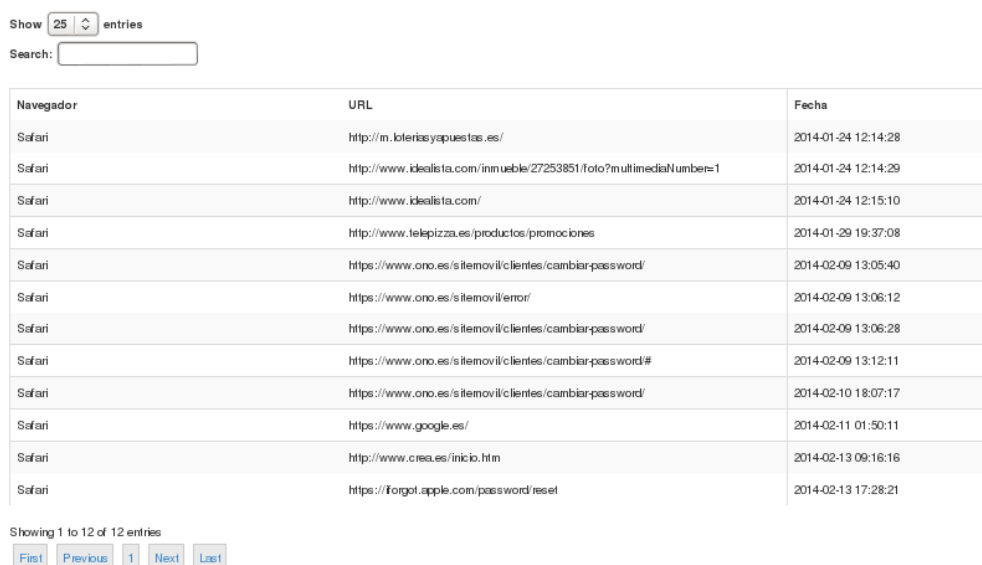 Show 25 entries
Search:
Navegador URL Fecha
Safari http://m.loteriasyapuestas.es/ 2014-01-24 12:14:28
Safari http://www.idealista.com/inmueble/27253851/foto?multimediaNumber=1 2014-01-24 12:14:29
Safari http://www.idealista.com/ 2014-01-24 12:15:10
Safari http://www.telepizza.es/productos/promociones 2014-01-29 19:37:08
Safari https://www.ono.es/sitemovil/clientes/cambiar-password/ 2014-02-09 13:05:40
Safari https://www.ono.es/sitemovil/error/ 2014-02-09 13:06:12
Safari https://www.ono.es/sitemovil/clientes/cambiar-password/ 2014-02-09 13:06:28
Safari https://www.ono.es/sitemovil/clientes/cambiar-password/# 2014-02-09 13:12:11
Safari https://www.ono.es/sitemovil/clientes/cambiar-password/ 2014-02-10 18:07:17
Safari https://www.google.es/ 2014-02-11 01:50:11
Safari http://www.crea.es/inicio.htm 2014-02-13 09:16:16
Safari https://iforgot.apple.com/password/reset 2014-02-13 17:28:21
Showing 1 to 12 of 12 entries
First Previous 1 Next Last